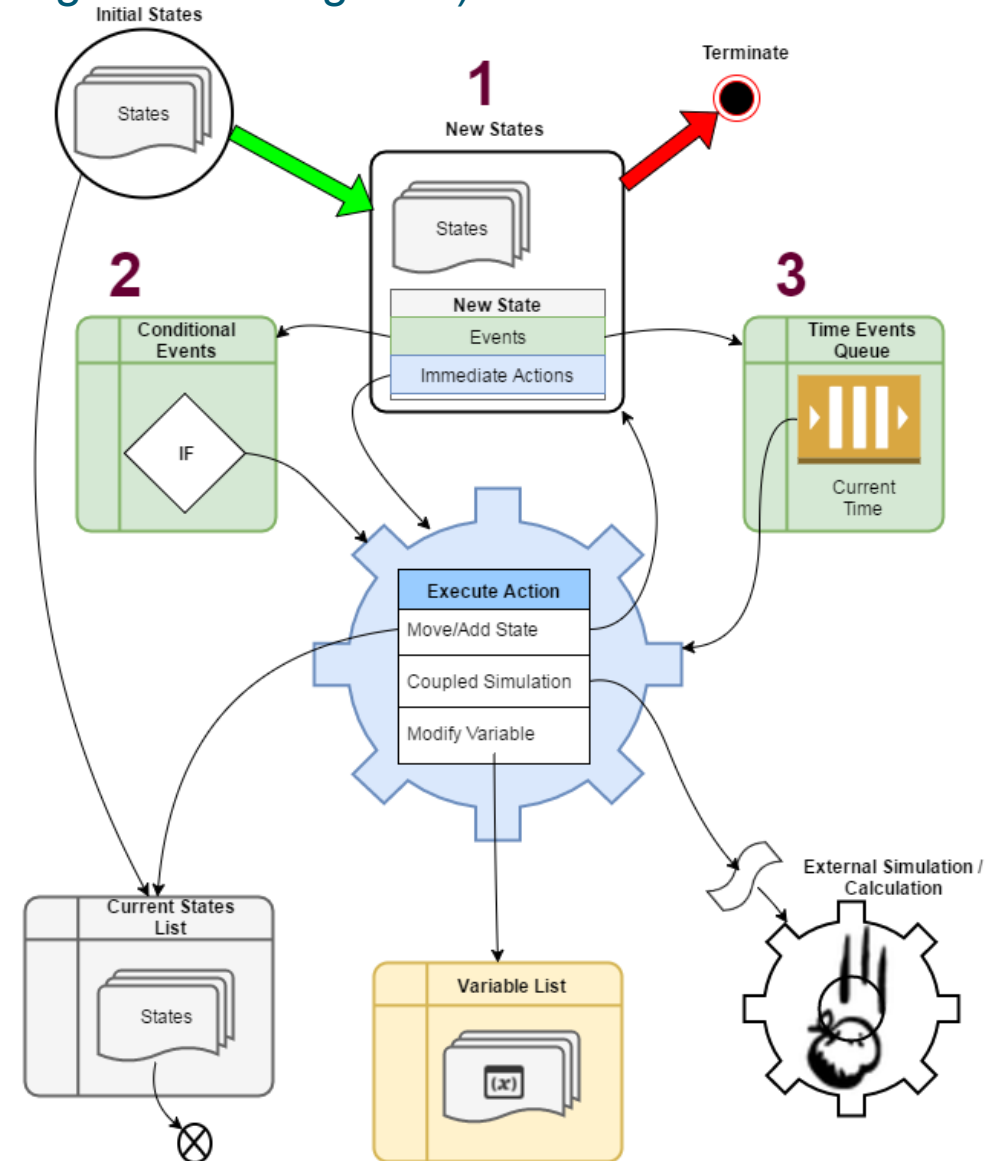 Initial States
States
1
New States
Terminate
States
New State
Events
Immediate Actions
2
Conditional
Events
IF
3
Time Events
Queue
Current
Time
Execute Action
Move/Add State
Coupled Simulation
Modify Variable
Current States
List
States
Variable List
(x)
External Simulation /
Calculation